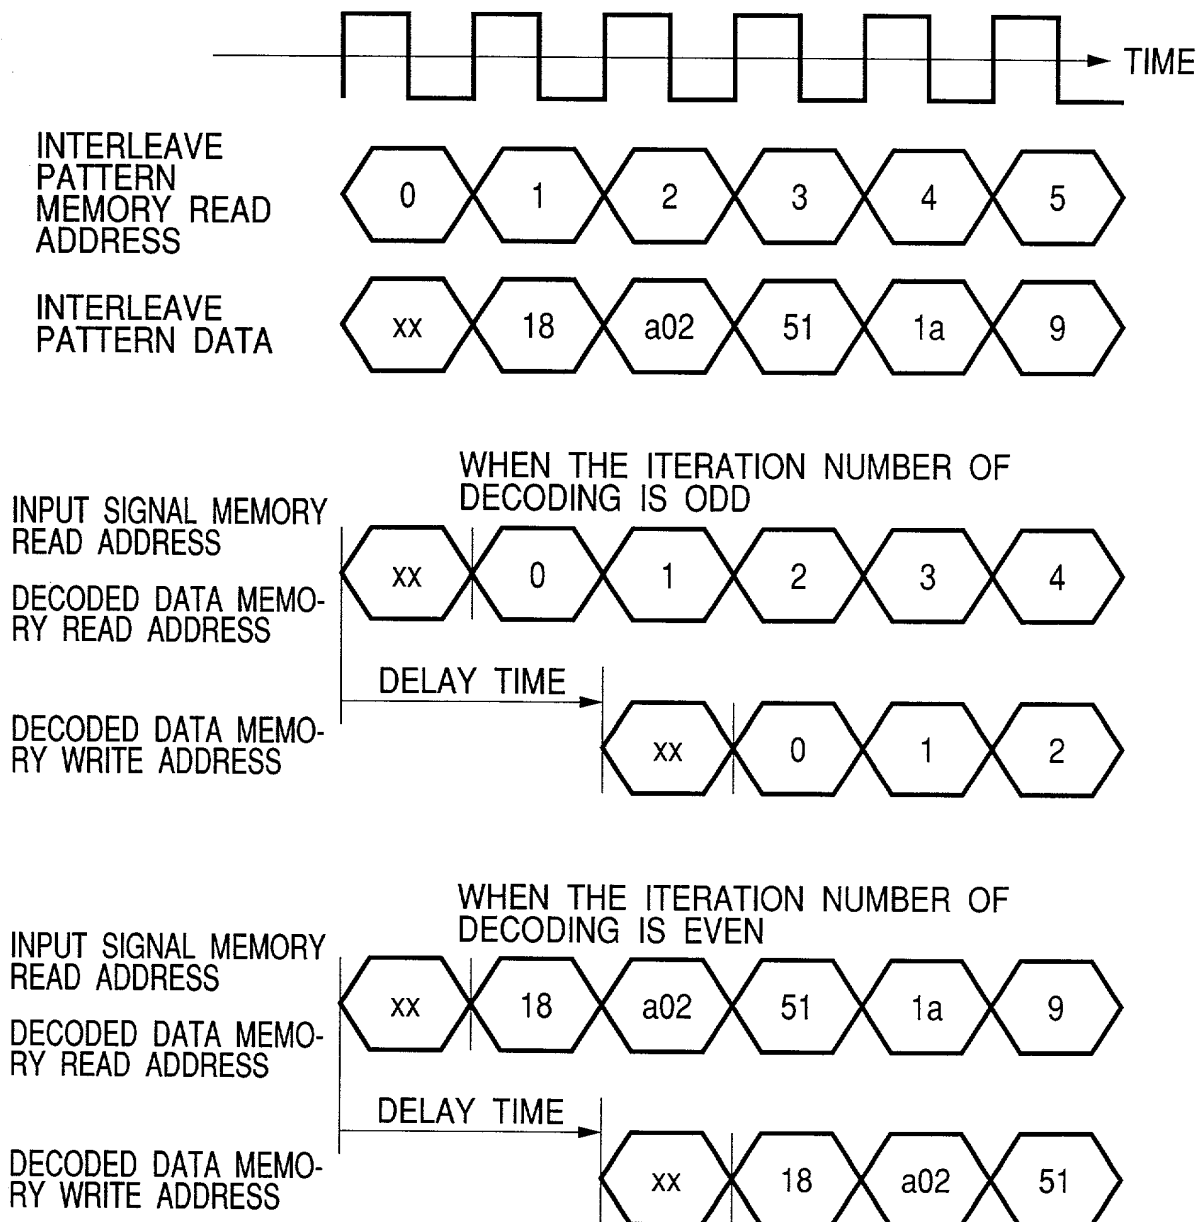 TIME
INTERLEAVE
PATTERN
MEMORY READ
ADDRESS
0 1 2 3 4 5
INTERLEAVE
PATTERN DATA
xx 18 a02 51 1a 9
WHEN THE ITERATION NUMBER OF
DECODING IS ODD
INPUT SIGNAL MEMORY
READ ADDRESS
DECODED DATA MEMO-
RY READ ADDRESS
xx 0 1 2 3 4
DELAY TIME
DECODED DATA MEMO-
RY WRITE ADDRESS
xx 0 1 2
WHEN THE ITERATION NUMBER OF
DECODING IS EVEN
INPUT SIGNAL MEMORY
READ ADDRESS
DECODED DATA MEMO-
RY READ ADDRESS
xx 18 a02 51 1a 9
DELAY TIME
DECODED DATA MEMO-
RY WRITE ADDRESS
xx 18 a02 51